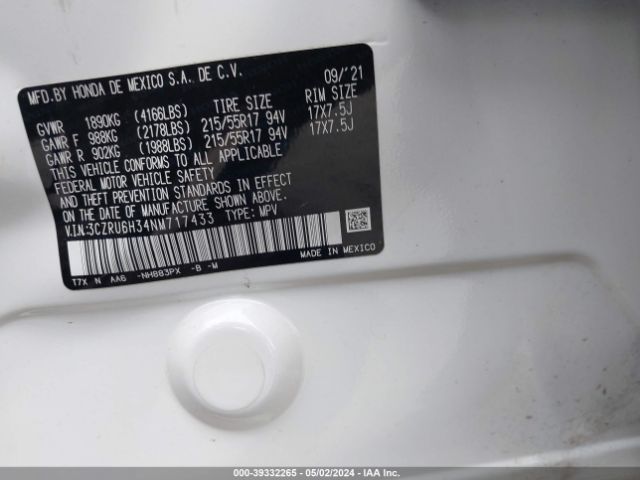 MFD.BY HONDA DE MEXICO S.A. DE C.V. 09/'21
GVWR 1890KG (4166LBS) TIRE SIZE RIM SIZE
GAWR F 988KG (2178LBS) 215/55R17 94V 17X7.5J
GAWR R 902KG (1988LBS) 215/55R17 94V 17X7.5J
THIS VEHICLE CONFORMS TO ALL APPLICABLE
FEDERAL MOTOR VEHICLE SAFETY
AND THEFT PREVENTION STANDARDS IN EFFECT
ON THE DATE OF MANUFACTURE SHOWN ABOVE.
V.I.N:3CZRU6H34NM717433 TYPE: MPV
T7X N AA6 -NH883PX -B -M MADE IN MEXICO
000-39332265 - 05/02/2024 - IAA Inc.